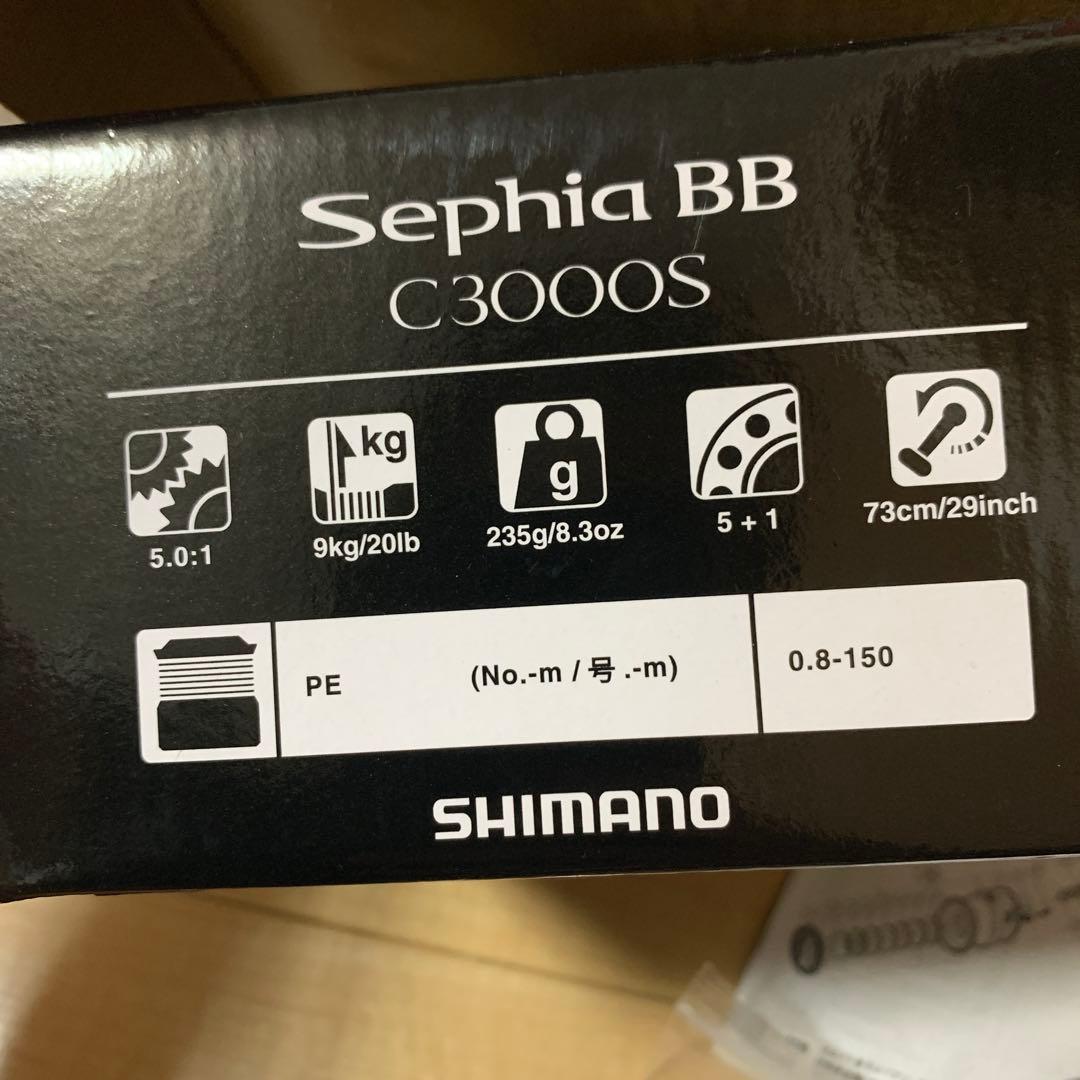 Sephia BB
C3000S
kg
g
5.0:1
9kg/20lb
235g/8.3oz
5 + 1
73cm/29inch
PE (No.-m / 号 .-m) 0.8-150
SHIMANO